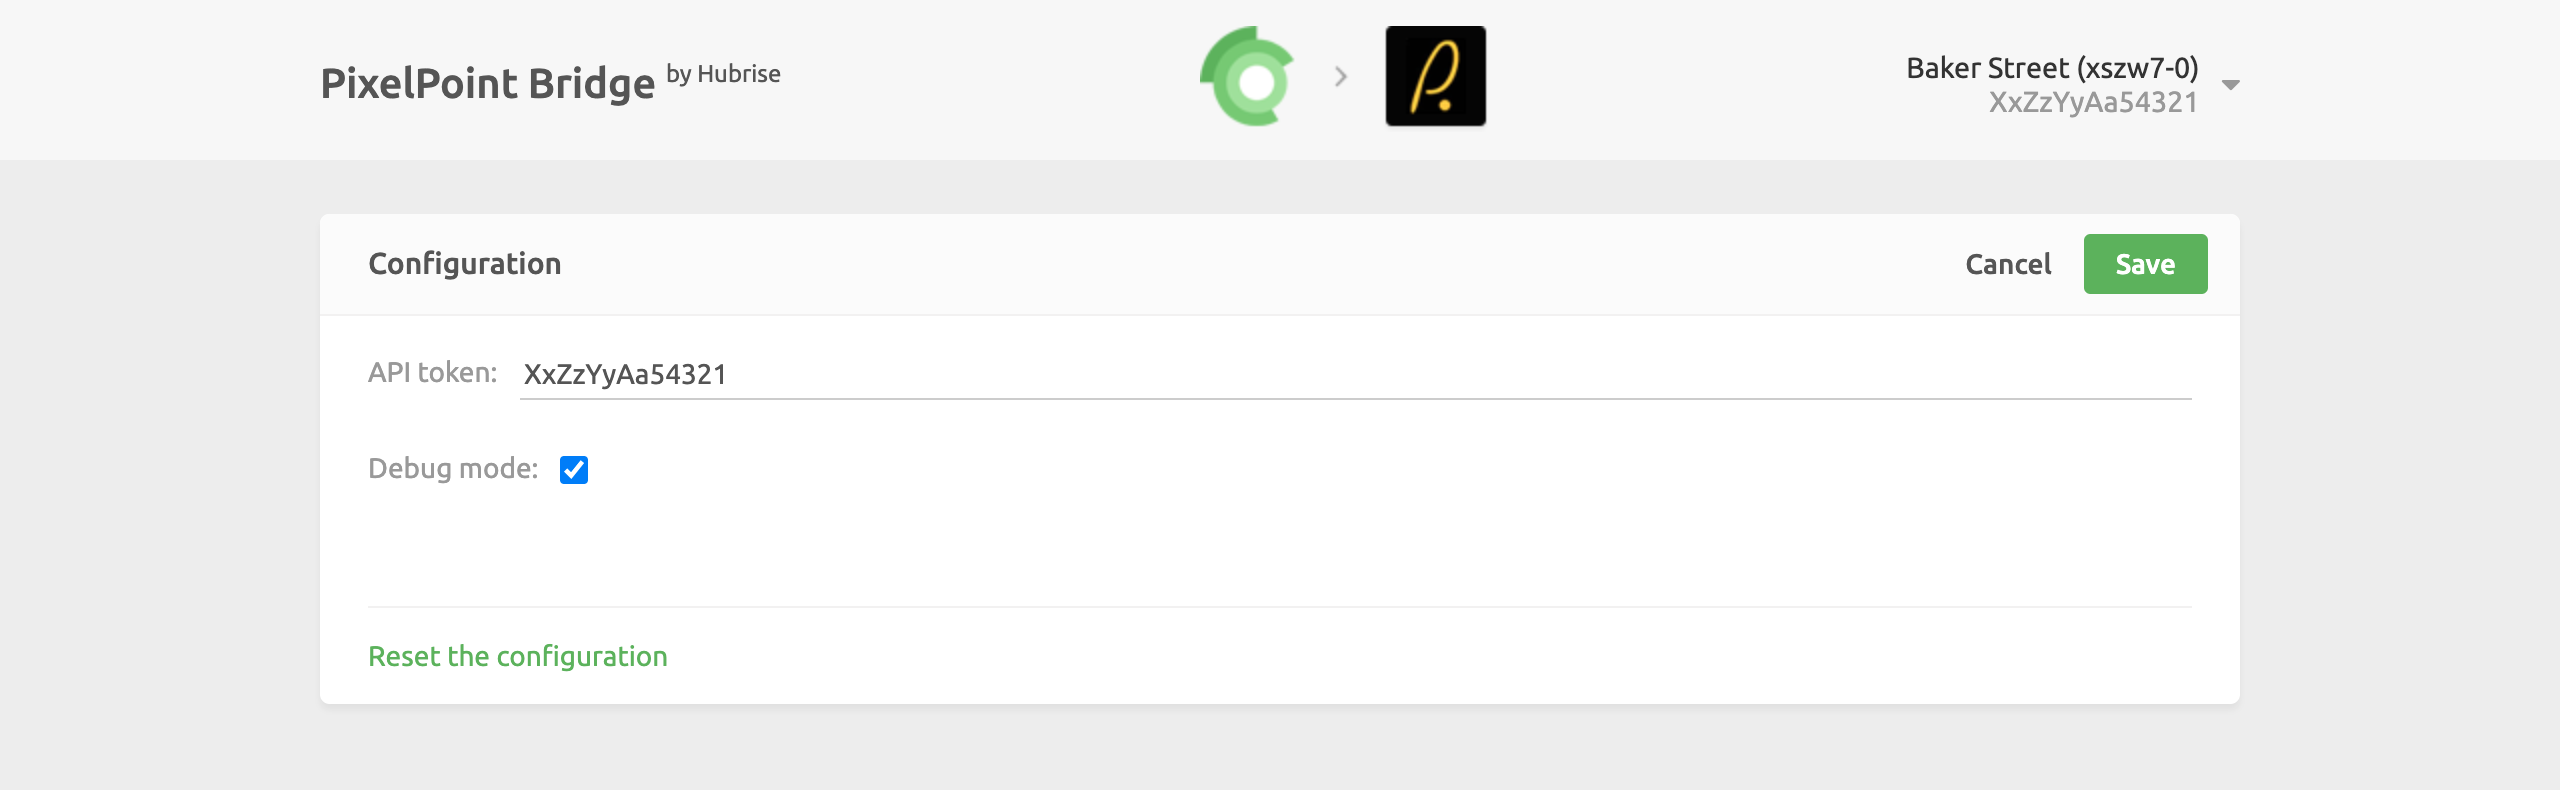 PixelPoint Bridge by Hubrise
Baker Street (xszw7-0)
XxZzYyAa54321
Configuration
Cancel
Save
API token: XxZzYyAa54321
Debug mode:
Reset the configuration